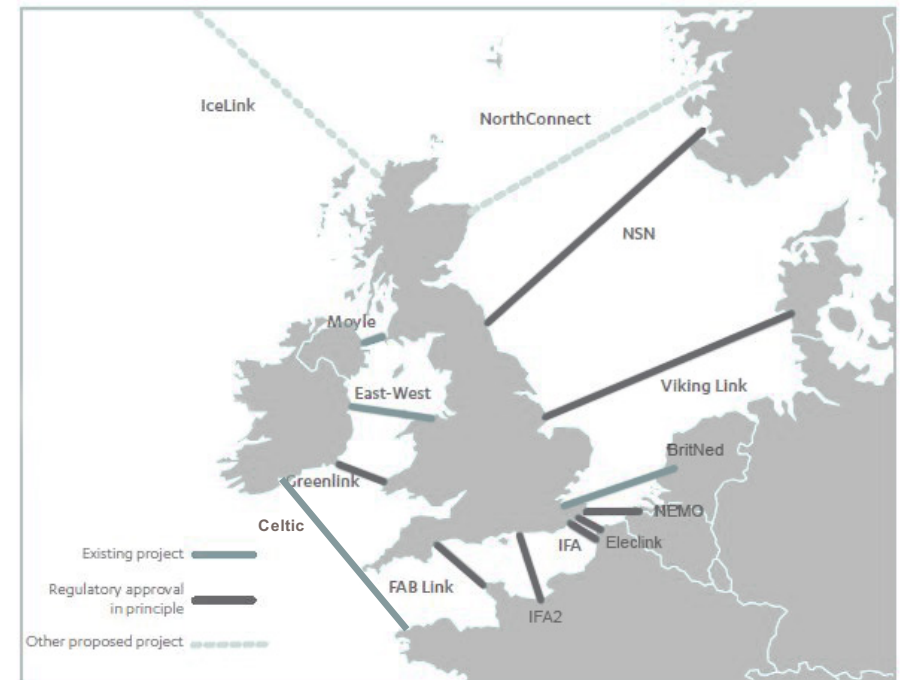 IceLink
NorthConnect
NSN
Moyle
Viking Link
East-West
BritNed
Greenlink
NEMO
Celtic
Eleclink
IFA
Existing project
FAB Link
Regulatory approval
in principle
IFA2
Other proposed project